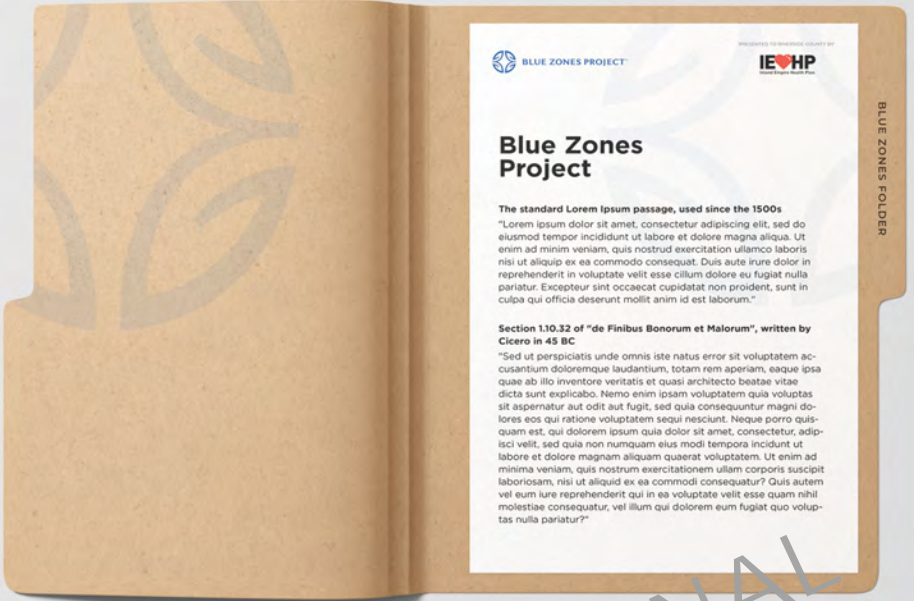 PRESENTED TO RIVERSIDE COUNTY BY
BLUE ZONES PROJECT
IEHP
Inland Empire Health Plan
Blue Zones
Project
The standard Lorem Ipsum passage, used since the 1500s
"Lorem ipsum dolor sit amet, consectetur adipiscing elit, sed do
eiusmod tempor incididunt ut labore et dolore magna aliqua. Ut
enim ad minim veniam, quis nostrud exercitation ullamco laboris
nisi ut aliquip ex ea commodo consequat. Duis aute irure dolor in
reprehenderit in voluptate velit esse cillum dolore eu fugiat nulla
pariatur. Excepteur sint occaecat cupidatat non proident, sunt in
culpa qui officia deserunt mollit anim id est laborum."
Section 1.10.32 of "de Finibus Bonorum et Malorum", written by
Cicero in 45 BC
"Sed ut perspiciatis unde omnis iste natus error sit voluptatem ac-
cusantium doloremque laudantium, totam rem aperiam, eaque ipsa
quae ab illo inventore veritatis et quasi architecto beatae vitae
dicta sunt explicabo. Nemo enim ipsam voluptatem quia voluptas
sit aspernatur aut odit aut fugit, sed quia consequuntur magni do-
lores eos qui ratione voluptatem sequi nesciunt. Neque porro quis-
quam est, qui dolorem ipsum quia dolor sit amet, consectetur, adip-
isci velit, sed quia non numquam eius modi tempora incidunt ut
labore et dolore magnam aliquam quaerat voluptatem. Ut enim ad
minima veniam, quis nostrum exercitationem ullam corporis suscipit
laboriosam, nisi ut aliquid ex ea commodi consequatur? Quis autem
vel eum iure reprehenderit qui in ea voluptate velit esse quam nihil
molestiae consequatur, vel illum qui dolorem eum fugiat quo volup-
tas nulla pariatur?"
BLUE ZONES FOLDER